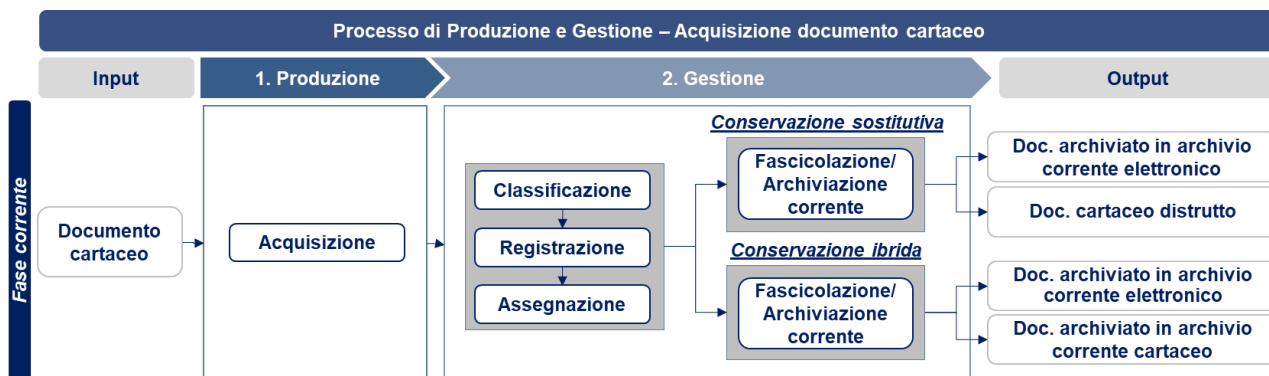 Processo di Produzione e Gestione – Acquisizione documento cartaceo
Input
1. Produzione
2. Gestione
Output
Fase corrente
Documento
cartaceo
Acquisizione
Classificazione
Registrazione
Assegnazione
Conservazione sostitutiva
Fascicolazione/
Archiviazione
corrente
Conservazione ibrida
Fascicolazione/
Archiviazione
corrente
Doc. archiviato in archivio
corrente elettronico
Doc. cartaceo distrutto
Doc. archiviato in archivio
corrente elettronico
Doc. archiviato in archivio
corrente cartaceo